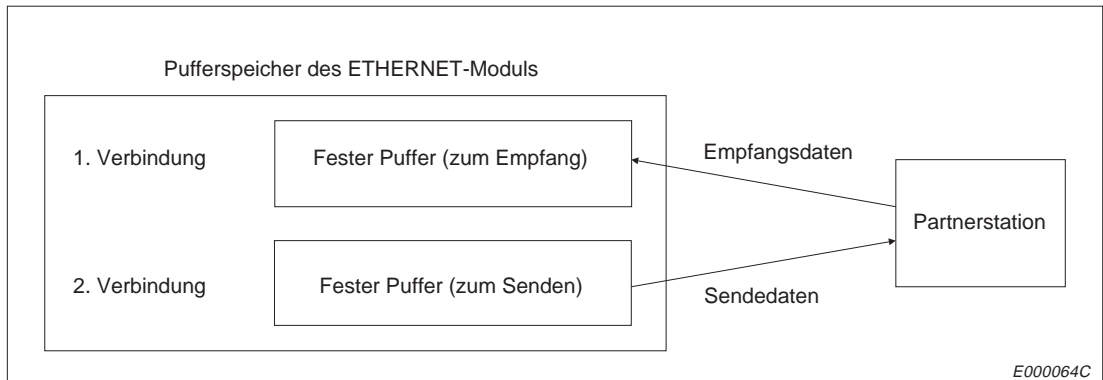 Pufferspeicher des ETHERNET-Moduls
1. Verbindung
Fester Puffer (zum Empfang)
Empfangsdaten
Partnerstation
2. Verbindung
Fester Puffer (zum Senden)
Sendedaten
E000064C